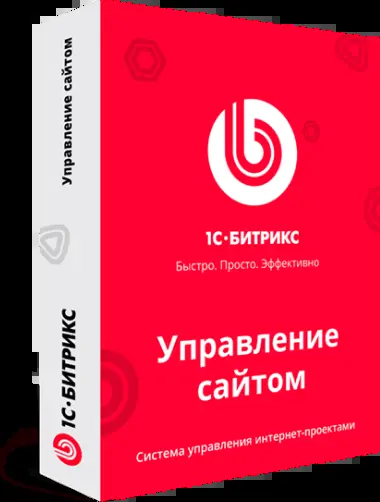 Управление сайтом
1С·БИТРИКС
1С·БИТРИКС
Быстро. Просто. Эффективно
Управление
сайтом
Система управления интернет-проектами